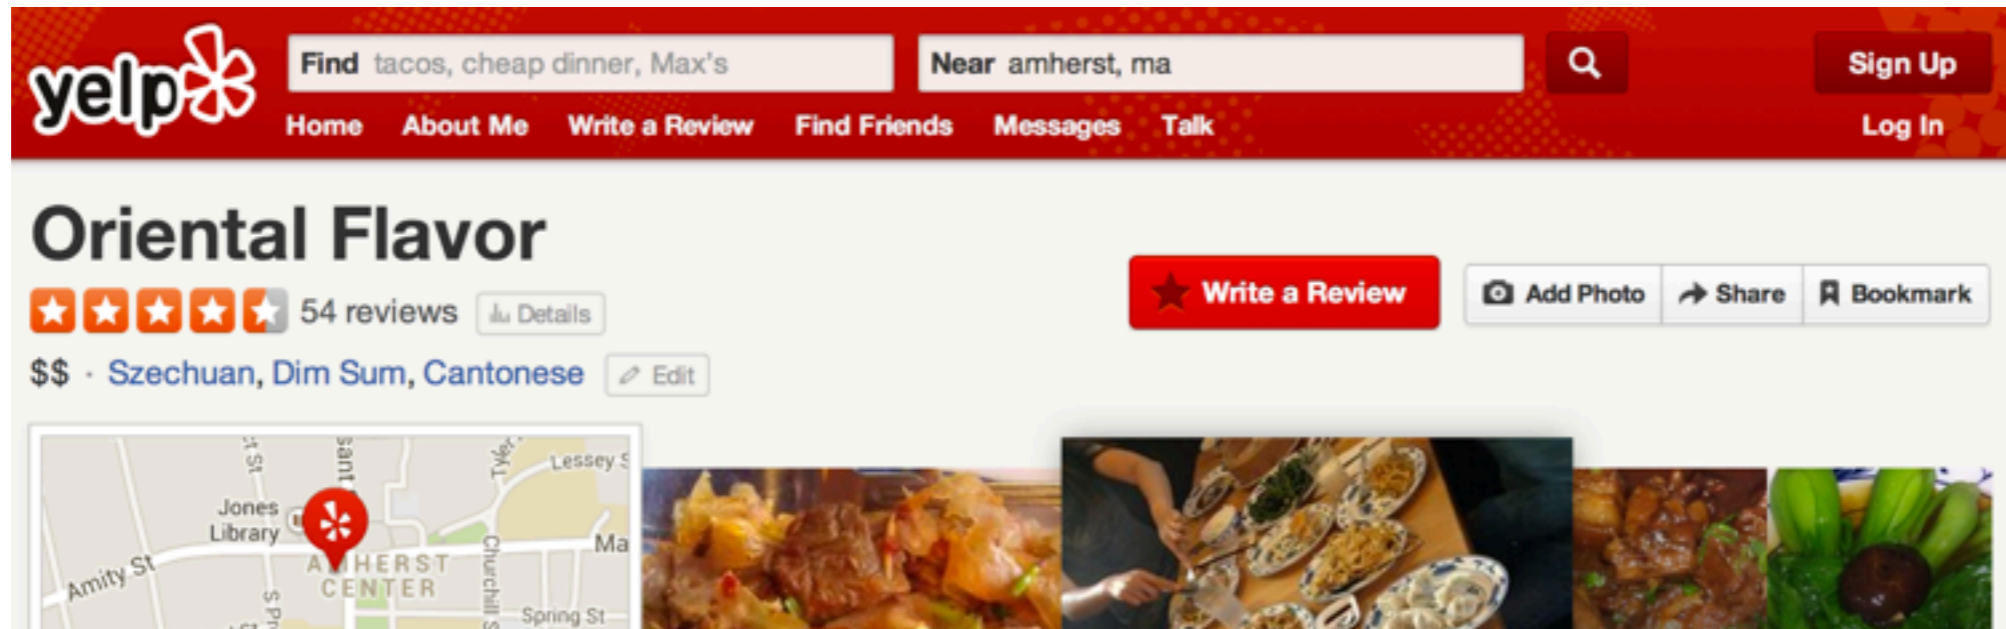 yelp
Find tacos, cheap dinner, Max's
Near amherst, ma
Sign Up
Home About Me Write a Review Find Friends Messages Talk
Log In
Oriental Flavor
54 reviews Details
Write a Review
Add Photo Share Bookmark
$$ · Szechuan, Dim Sum, Cantonese Edit
Lessey S
Tyler
Jones
Library
Ma
Amity St
AMHERST
CENTER
Churchill S
Spring St